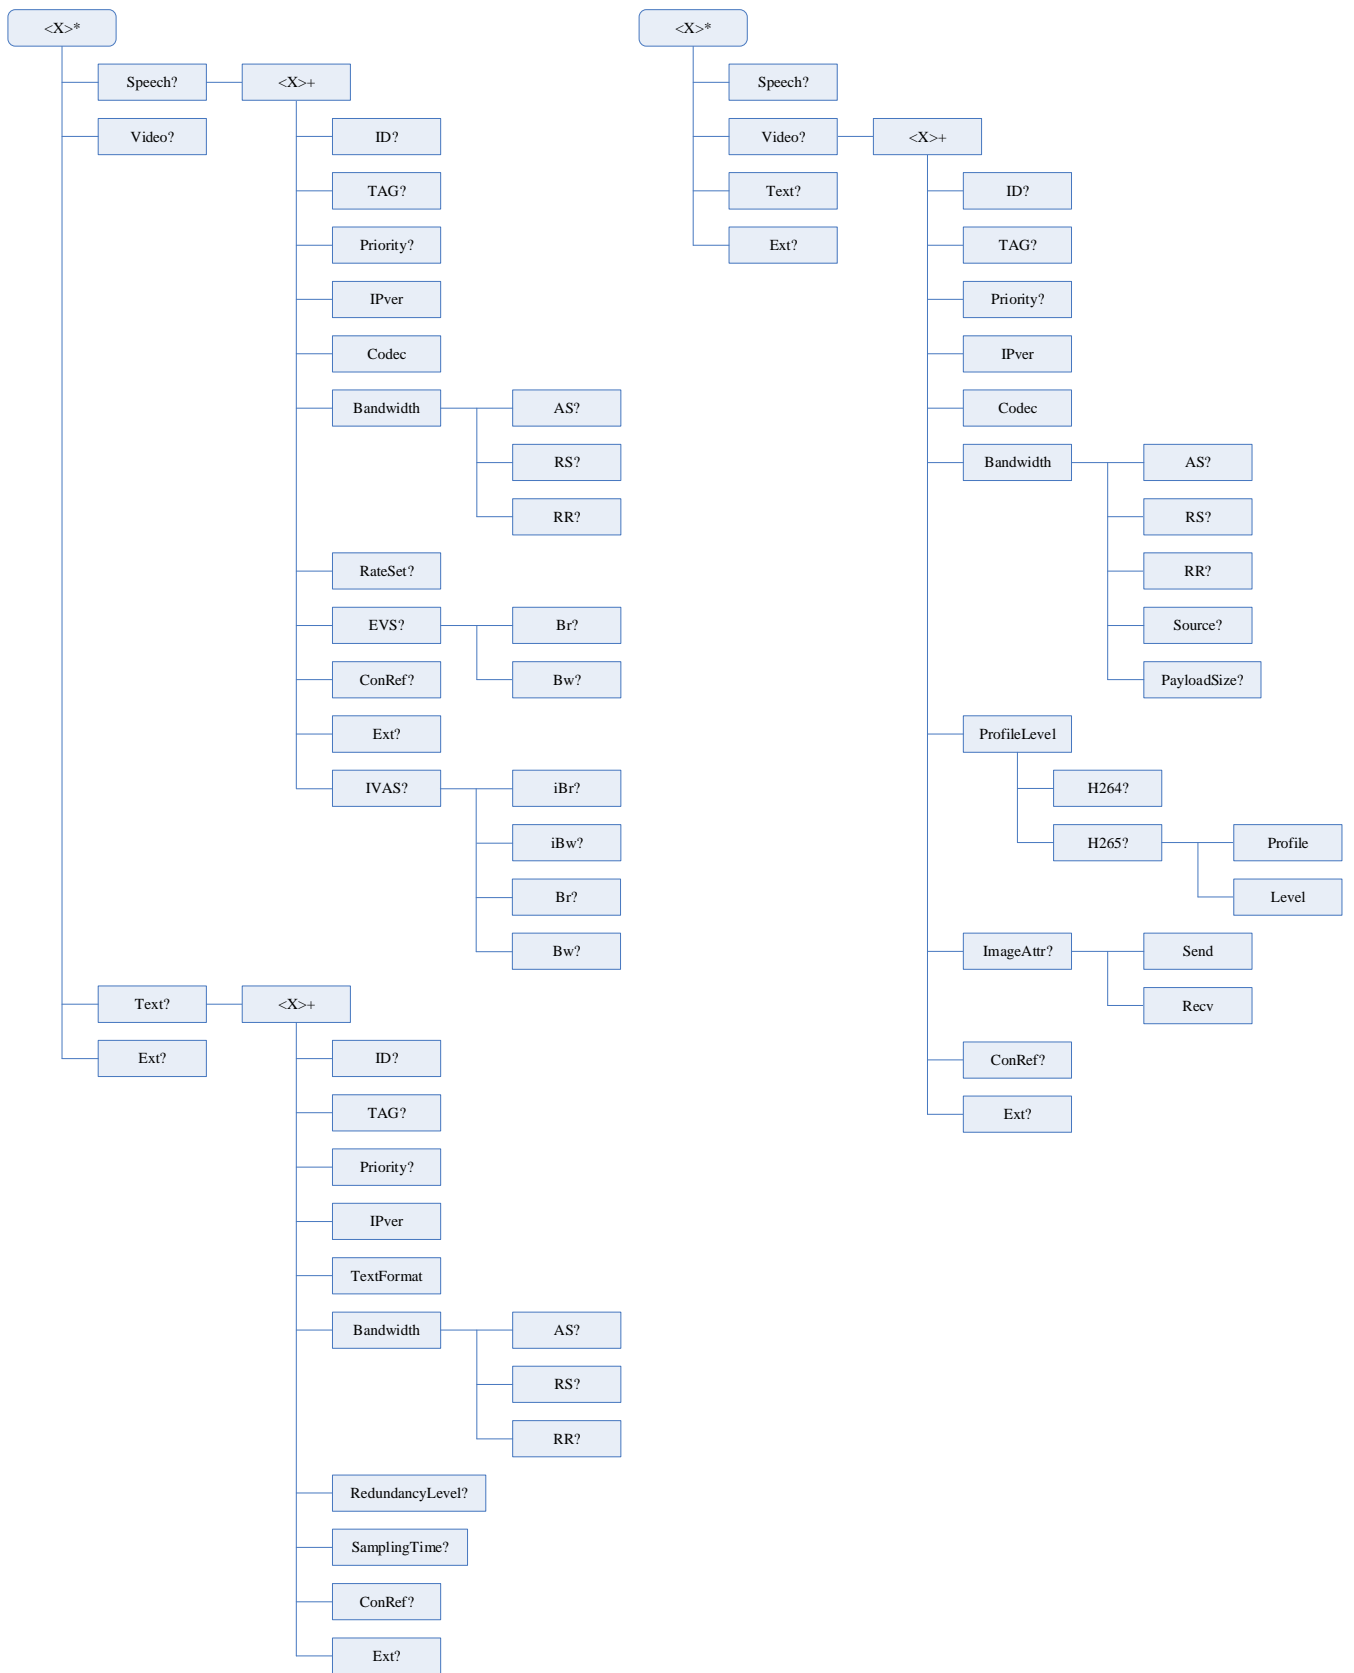 <X>*
Speech?
<X>+
Video?
ID?
TAG?
Priority?
IPver
Codec
Bandwidth
AS?
RS?
RR?
RateSet?
EVS?
Br?
Bw?
ConRef?
Ext?
IVAS?
iBr?
iBw?
Br?
Bw?
Text?
<X>+
Ext?
ID?
TAG?
Priority?
IPver
TextFormat
Bandwidth
AS?
RS?
RR?
RedundancyLevel?
SamplingTime?
ConRef?
Ext?
<X>*
Speech?
Video?
<X>+
Text?
Ext?
ID?
TAG?
Priority?
IPver
Codec
Bandwidth
AS?
RS?
RR?
Source?
PayloadSize?
ProfileLevel
H264?
H265?
Profile
Level
ImageAttr?
Send
Recv
ConRef?
Ext?